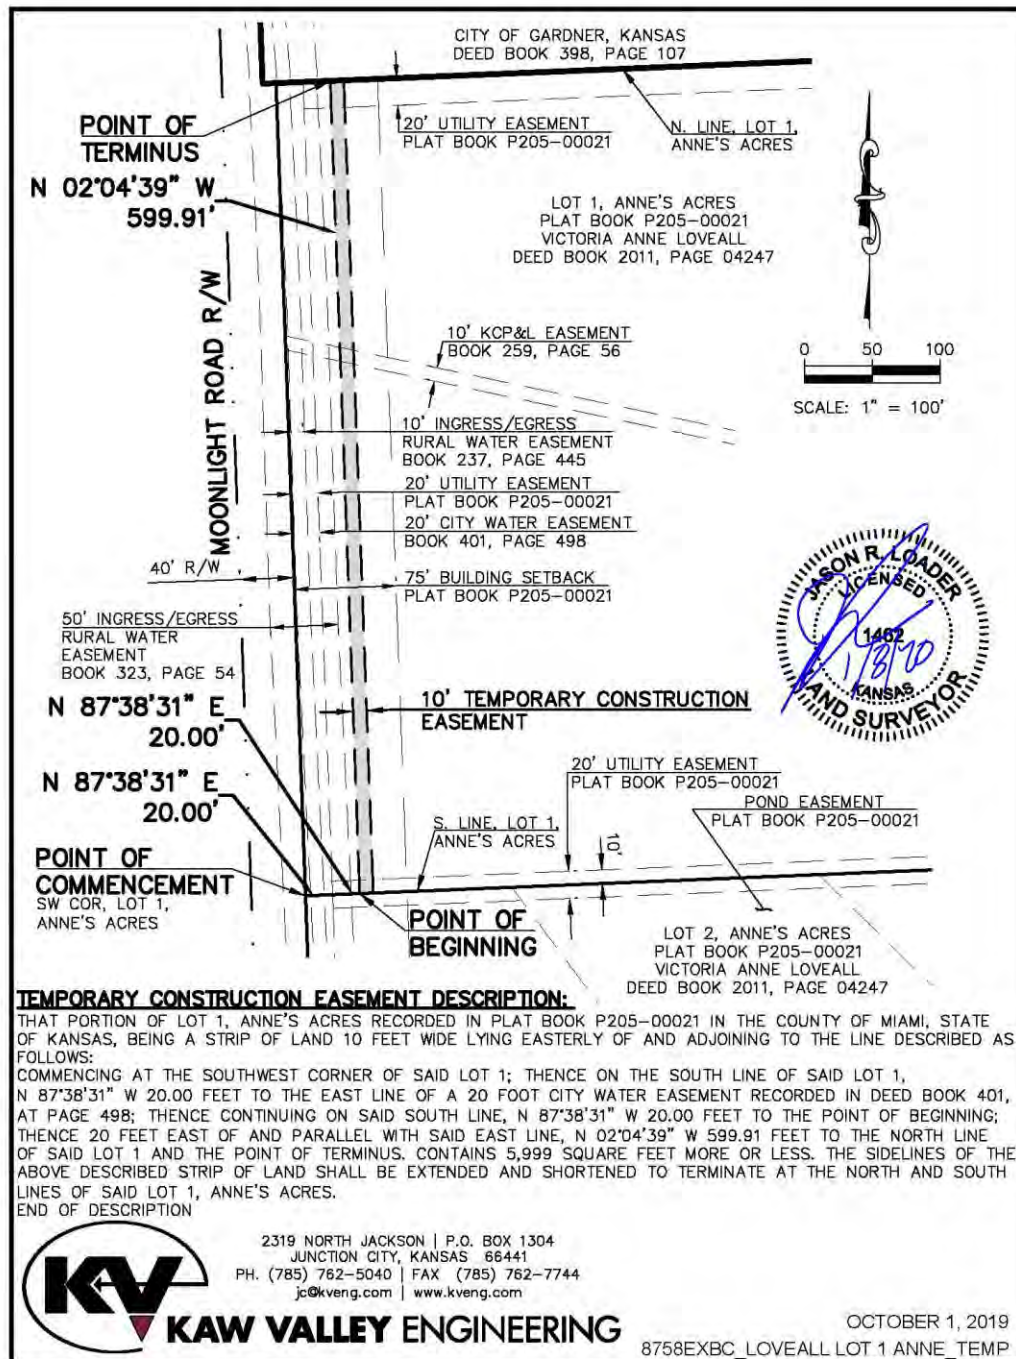 CITY OF GARDNER, KANSAS
DEED BOOK 398, PAGE 107
POINT OF
TERMINUS
20' UTILITY EASEMENT
PLAT BOOK P205-00021
N. LINE, LOT 1,
ANNE'S ACRES
N 02°04'39" W
599.91'
LOT 1, ANNE'S ACRES
PLAT BOOK P205-00021
VICTORIA ANNE LOVEALL
DEED BOOK 2011, PAGE 04247
MOONLIGHT ROAD R/W
10' KCP&L EASEMENT
BOOK 259, PAGE 56
0 50 100
SCALE: 1" = 100'
10' INGRESS/EGRESS
RURAL WATER EASEMENT
BOOK 237, PAGE 445
20' UTILITY EASEMENT
PLAT BOOK P205-00021
20' CITY WATER EASEMENT
BOOK 401, PAGE 498
40' R/W
75' BUILDING SETBACK
PLAT BOOK P205-00021
JASON R. LOADER
LICENSED
1462
1/8/20
KANSAS
LAND SURVEYOR
50' INGRESS/EGRESS
RURAL WATER
EASEMENT
BOOK 323, PAGE 54
N 87°38'31" E
20.00'
10' TEMPORARY CONSTRUCTION
EASEMENT
N 87°38'31" E
20.00'
20' UTILITY EASEMENT
PLAT BOOK P205-00021
POND EASEMENT
PLAT BOOK P205-00021
S. LINE, LOT 1,
ANNE'S ACRES
10'
POINT OF
COMMENCEMENT
SW COR, LOT 1,
ANNE'S ACRES
POINT OF
BEGINNING
LOT 2, ANNE'S ACRES
PLAT BOOK P205-00021
VICTORIA ANNE LOVEALL
DEED BOOK 2011, PAGE 04247
TEMPORARY CONSTRUCTION EASEMENT DESCRIPTION:
THAT PORTION OF LOT 1, ANNE'S ACRES RECORDED IN PLAT BOOK P205-00021 IN THE COUNTY OF MIAMI, STATE
OF KANSAS, BEING A STRIP OF LAND 10 FEET WIDE LYING EASTERLY OF AND ADJOINING TO THE LINE DESCRIBED AS
FOLLOWS:
COMMENCING AT THE SOUTHWEST CORNER OF SAID LOT 1; THENCE ON THE SOUTH LINE OF SAID LOT 1,
N 87°38'31" W 20.00 FEET TO THE EAST LINE OF A 20 FOOT CITY WATER EASEMENT RECORDED IN DEED BOOK 401,
AT PAGE 498; THENCE CONTINUING ON SAID SOUTH LINE, N 87°38'31" W 20.00 FEET TO THE POINT OF BEGINNING;
THENCE 20 FEET EAST OF AND PARALLEL WITH SAID EAST LINE, N 02°04'39" W 599.91 FEET TO THE NORTH LINE
OF SAID LOT 1 AND THE POINT OF TERMINUS. CONTAINS 5,999 SQUARE FEET MORE OR LESS. THE SIDELINES OF THE
ABOVE DESCRIBED STRIP OF LAND SHALL BE EXTENDED AND SHORTENED TO TERMINATE AT THE NORTH AND SOUTH
LINES OF SAID LOT 1, ANNE'S ACRES.
END OF DESCRIPTION
2319 NORTH JACKSON | P.O. BOX 1304
JUNCTION CITY, KANSAS 66441
PH. (785) 762-5040 | FAX (785) 762-7744
jc@kveng.com | www.kveng.com
KV
KAW VALLEY ENGINEERING
OCTOBER 1, 2019
8758EXBC_LOVEALL LOT 1 ANNE_TEMP